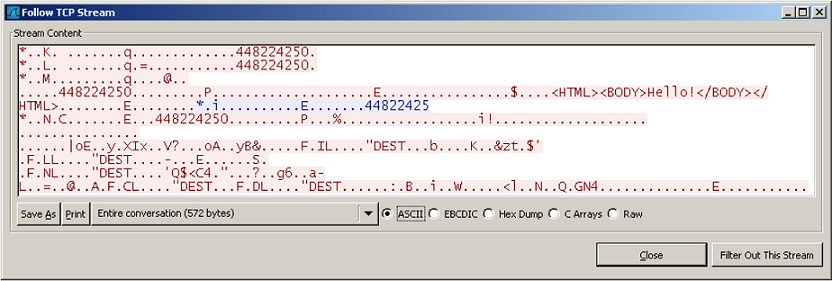 Follow TCP Stream
Stream Content
*..K. .......q.............448224250.
*..L. .......q.=...........448224250.
*..M.........q....@..
.....448224250..........P......................E................$....<HTML><BODY>Hello!</BODY></
HTML>........E........*.i..........E.......44822425
*..N.C.......E...448224250.........P...%..................i!....................
...............
......|oE..y.XIx..V?...oA..yB&.....F.IL...."DEST...b....K..&zt.$'
.F.LL...."DEST....-...E......S.
.F.NL...."DEST....'Q$<C4."...?..g6..a-
L..=..@..A.F.CL...."DEST...F.DL...."DEST......:.B..i..W.....<l..N..Q.GN4..............E...........
Save As Print Entire conversation (572 bytes) ASCII EBCDIC Hex Dump C Arrays Raw
Close Filter Out This Stream